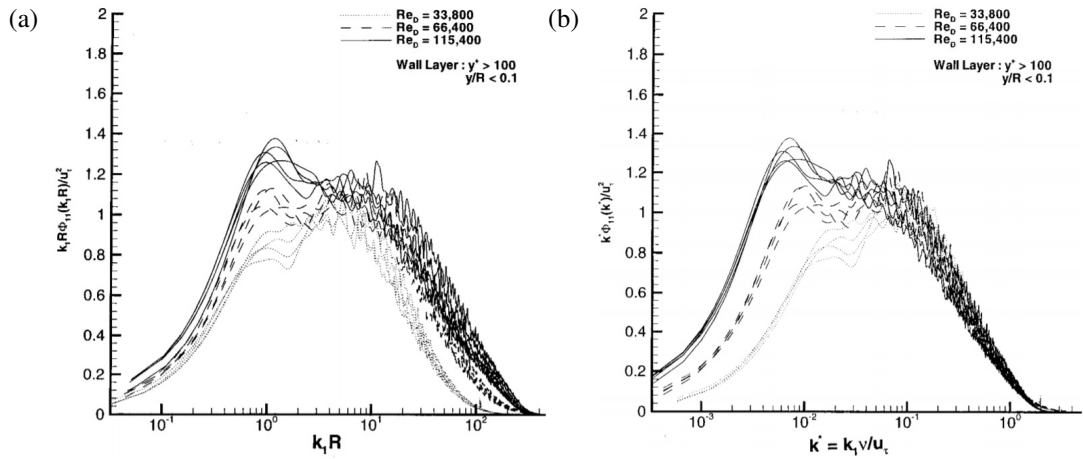 (a)
Re_D = 33,800
Re_D = 66,400
Re_D = 115,400
Wall Layer : y⁺ > 100
y/R < 0.1
2
1.8
1.6
1.4
1.2
1
0.8
0.6
0.4
0.2
0
k₁RΦ₁₁(k₁R)/u²τ
10⁻¹
10⁰
10¹
10²
k₁R
(b)
Re_D = 33,800
Re_D = 66,400
Re_D = 115,400
Wall Layer : y⁺ > 100
y/R < 0.1
2
1.8
1.6
1.4
1.2
1
0.8
0.6
0.4
0.2
0
k*Φ₁₁(k*)/u²τ
10⁻³
10⁻²
10⁻¹
10⁰
k* = k₁ν/uτ